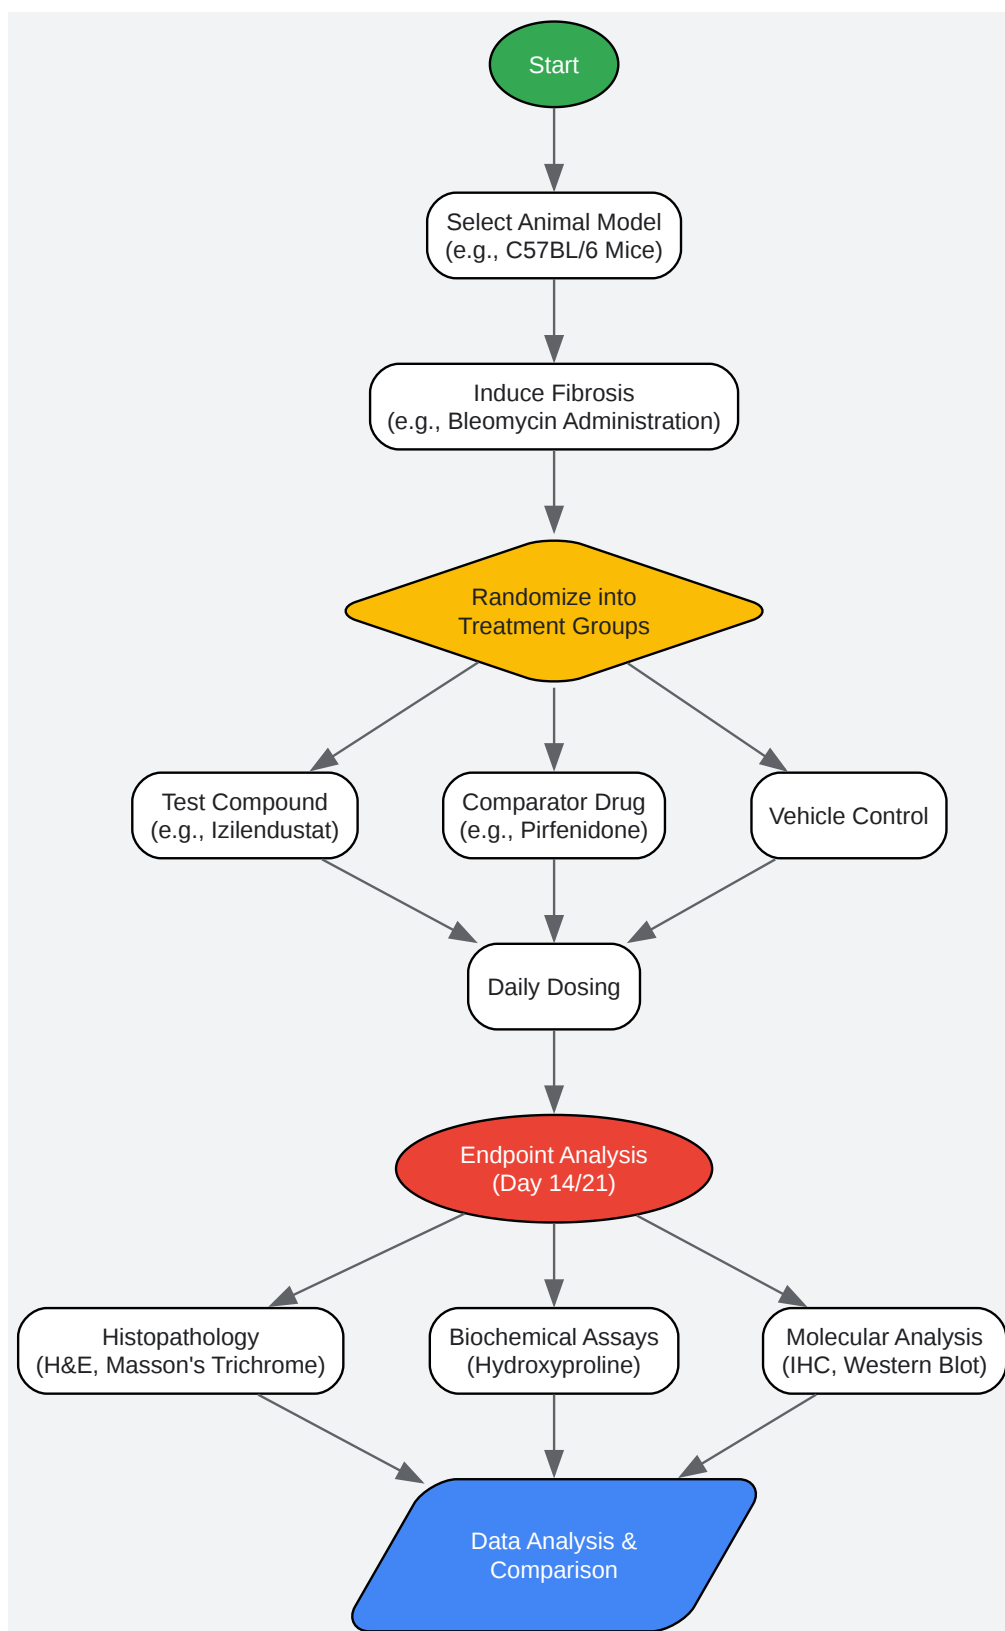 Start
Select Animal Model
(e.g., C57BL/6 Mice)
Induce Fibrosis
(e.g., Bleomycin Administration)
Randomize into
Treatment Groups
Test Compound
(e.g., Izilendustat)
Comparator Drug
(e.g., Pirfenidone)
Vehicle Control
Daily Dosing
Endpoint Analysis
(Day 14/21)
Histopathology
(H&E, Masson's Trichrome)
Biochemical Assays
(Hydroxyproline)
Molecular Analysis
(IHC, Western Blot)
Data Analysis &
Comparison